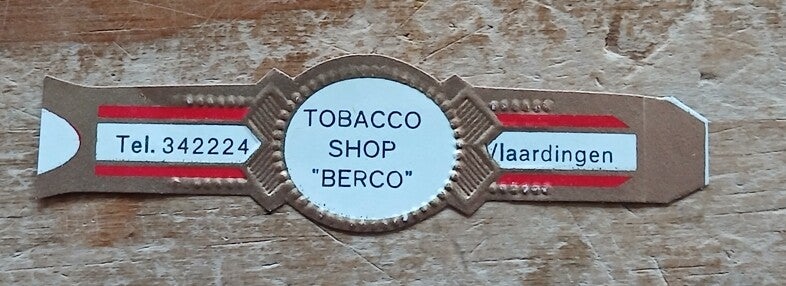 Tel. 342224
TOBACCO
SHOP
"BERCO"
Vlaardingen